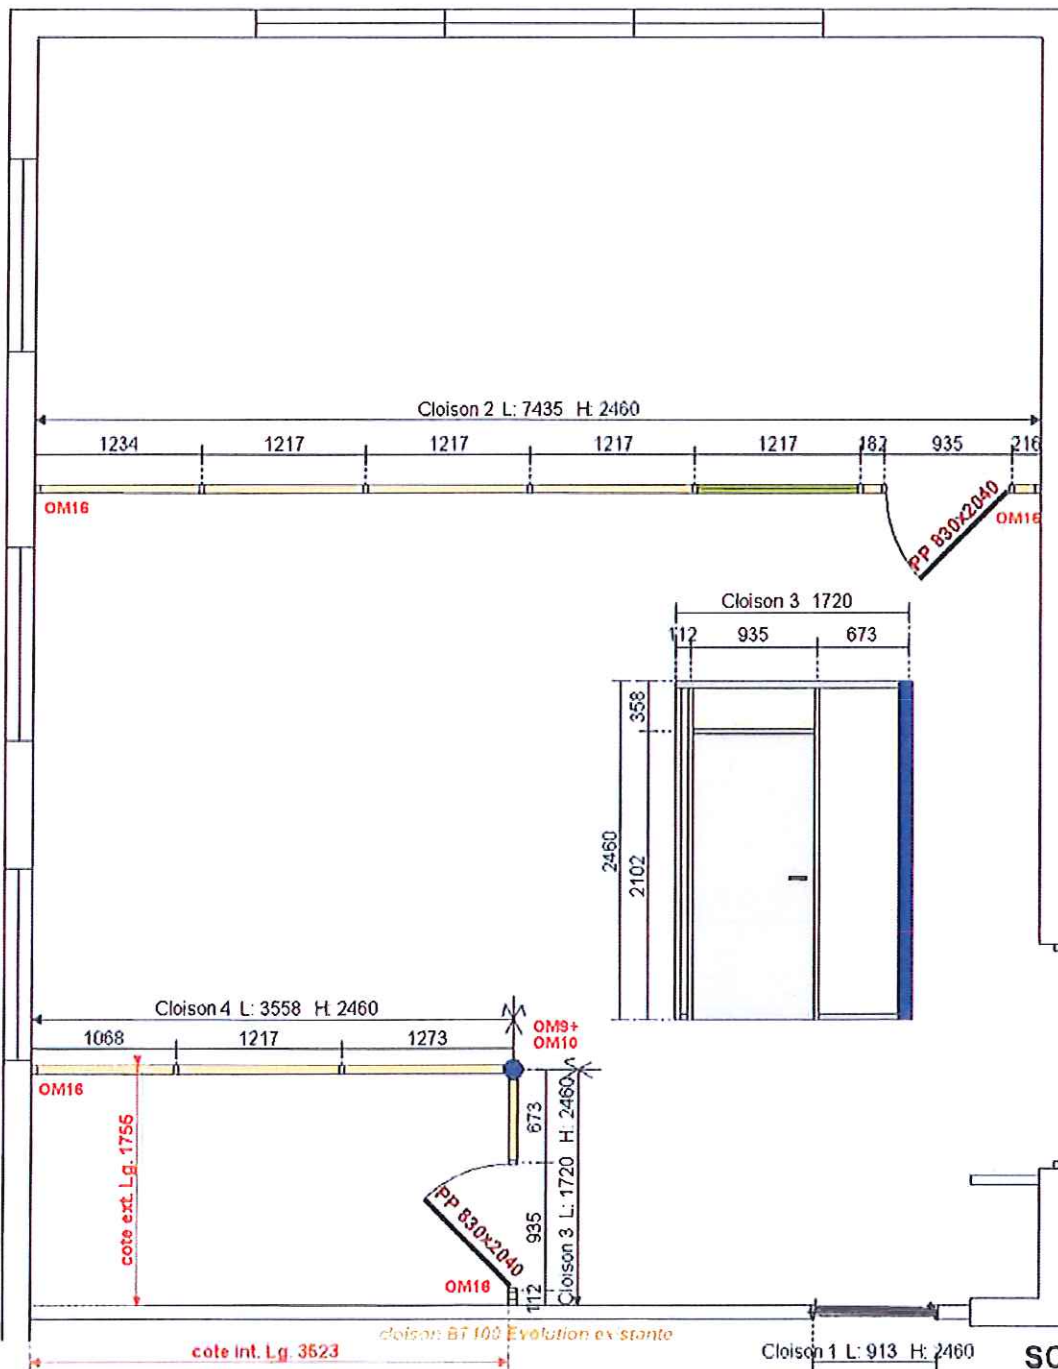 Cloison 2 L: 7435 H: 2460
1234 1217 1217 1217 1217 182 935 216
OM16
PP 830x2040
OM16
Cloison 3 1720
112 935 673
358
2460
2102
Cloison 4 L: 3558 H: 2460
1068 1217 1273
OM9+
OM10
OM16
cote ext. Lg. 1755
673
935
112
Cloison 3 L: 1720 H: 2460
PP 830x2040
OM16
cloison BT100 Evolution existante
cote int. Lg. 3523
Cloison 1 L: 913 H: 2460